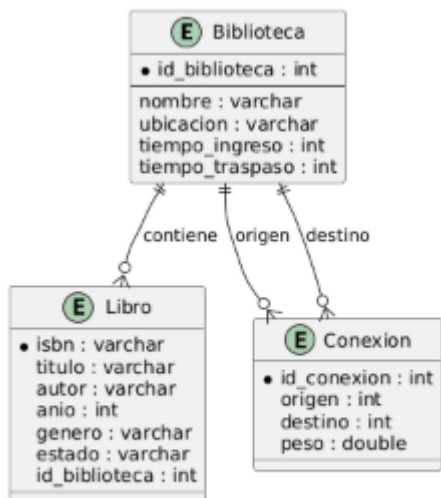 E Biblioteca
id_biblioteca : int
nombre : varchar
ubicacion : varchar
tiempo_ingreso : int
tiempo_traspaso : int
contiene
origen
destino
E Libro
isbn : varchar
titulo : varchar
autor : varchar
anio : int
genero : varchar
estado : varchar
id_biblioteca : int
E Conexion
id_conexion : int
origen : int
destino : int
peso : double